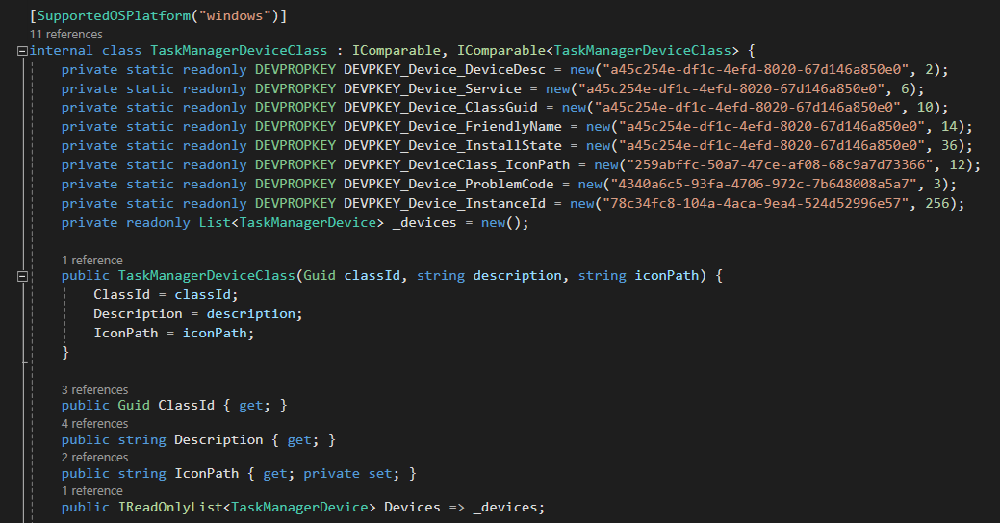 [SupportedOSPlatform("windows")]
11 references
internal class TaskManagerDeviceClass : IComparable, IComparable<TaskManagerDeviceClass> {
private static readonly DEVPROPKEY DEVPKEY_Device_DeviceDesc = new("a45c254e-df1c-4efd-8020-67d146a850e0", 2);
private static readonly DEVPROPKEY DEVPKEY_Device_Service = new("a45c254e-df1c-4efd-8020-67d146a850e0", 6);
private static readonly DEVPROPKEY DEVPKEY_Device_ClassGuid = new("a45c254e-df1c-4efd-8020-67d146a850e0", 10);
private static readonly DEVPROPKEY DEVPKEY_Device_FriendlyName = new("a45c254e-df1c-4efd-8020-67d146a850e0", 14);
private static readonly DEVPROPKEY DEVPKEY_Device_InstallState = new("a45c254e-df1c-4efd-8020-67d146a850e0", 36);
private static readonly DEVPROPKEY DEVPKEY_DeviceClass_IconPath = new("259abffc-50a7-47ce-af08-68c9a7d73366", 12);
private static readonly DEVPROPKEY DEVPKEY_Device_ProblemCode = new("4340a6c5-93fa-4706-972c-7b648008a5a7", 3);
private static readonly DEVPROPKEY DEVPKEY_Device_InstanceId = new("78c34fc8-104a-4aca-9ea4-524d52996e57", 256);
private readonly List<TaskManagerDevice> _devices = new();
1 reference
public TaskManagerDeviceClass(Guid classId, string description, string iconPath) {
ClassId = classId;
Description = description;
IconPath = iconPath;
}
3 references
public Guid ClassId { get; }
4 references
public string Description { get; }
2 references
public string IconPath { get; private set; }
1 reference
public IReadOnlyList<TaskManagerDevice> Devices => _devices;